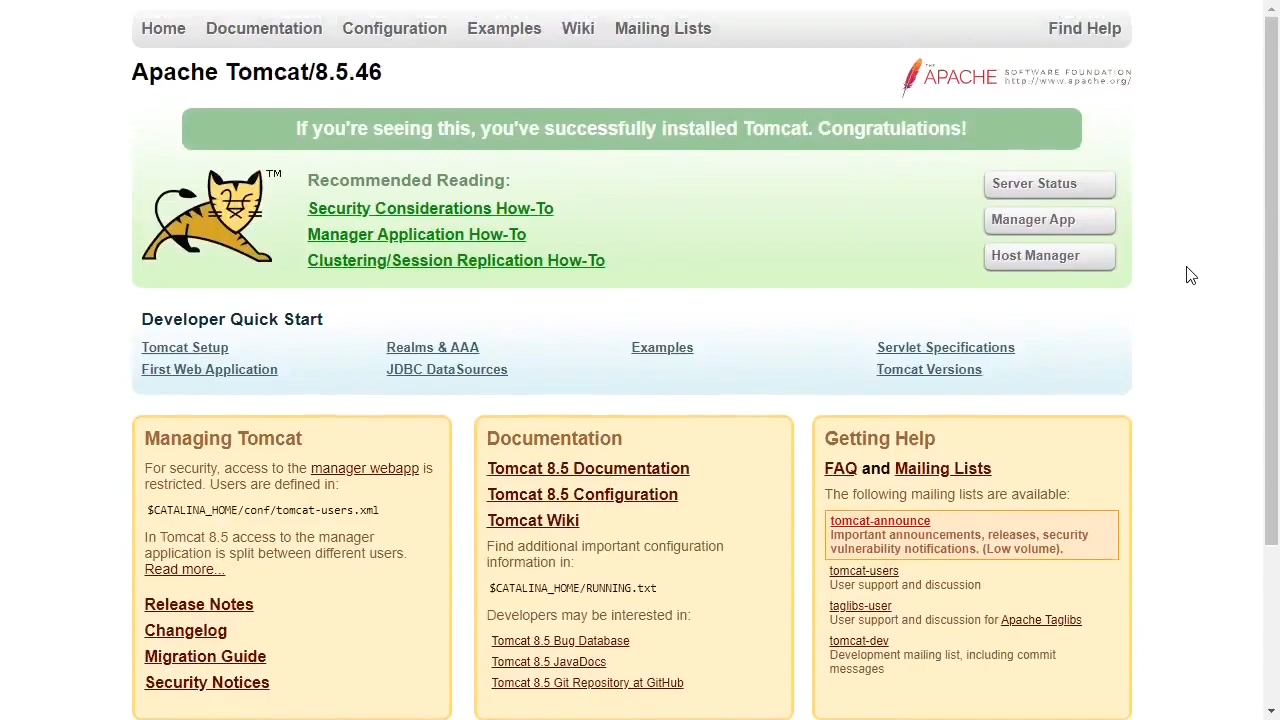 Home Documentation Configuration Examples Wiki Mailing Lists Find Help
Apache Tomcat/8.5.46
THE APACHE SOFTWARE FOUNDATION
http://www.apache.org/
If you're seeing this, you've successfully installed Tomcat. Congratulations!
TM
Recommended Reading:
Security Considerations How-To
Manager Application How-To
Clustering/Session Replication How-To
Server Status
Manager App
Host Manager
Developer Quick Start
Tomcat Setup
First Web Application
Realms & AAA
JDBC DataSources
Examples
Servlet Specifications
Tomcat Versions
Managing Tomcat
For security, access to the manager webapp is
restricted. Users are defined in:
$CATALINA_HOME/conf/tomcat-users.xml
In Tomcat 8.5 access to the manager
application is split between different users.
Read more...
Release Notes
Changelog
Migration Guide
Security Notices
Documentation
Tomcat 8.5 Documentation
Tomcat 8.5 Configuration
Tomcat Wiki
Find additional important configuration
information in:
$CATALINA_HOME/RUNNING.txt
Developers may be interested in:
Tomcat 8.5 Bug Database
Tomcat 8.5 JavaDocs
Tomcat 8.5 Git Repository at GitHub
Getting Help
FAQ and Mailing Lists
The following mailing lists are available:
tomcat-announce
Important announcements, releases, security
vulnerability notifications. (Low volume).
tomcat-users
User support and discussion
taglibs-user
User support and discussion for Apache Taglibs
tomcat-dev
Development mailing list, including commit
messages